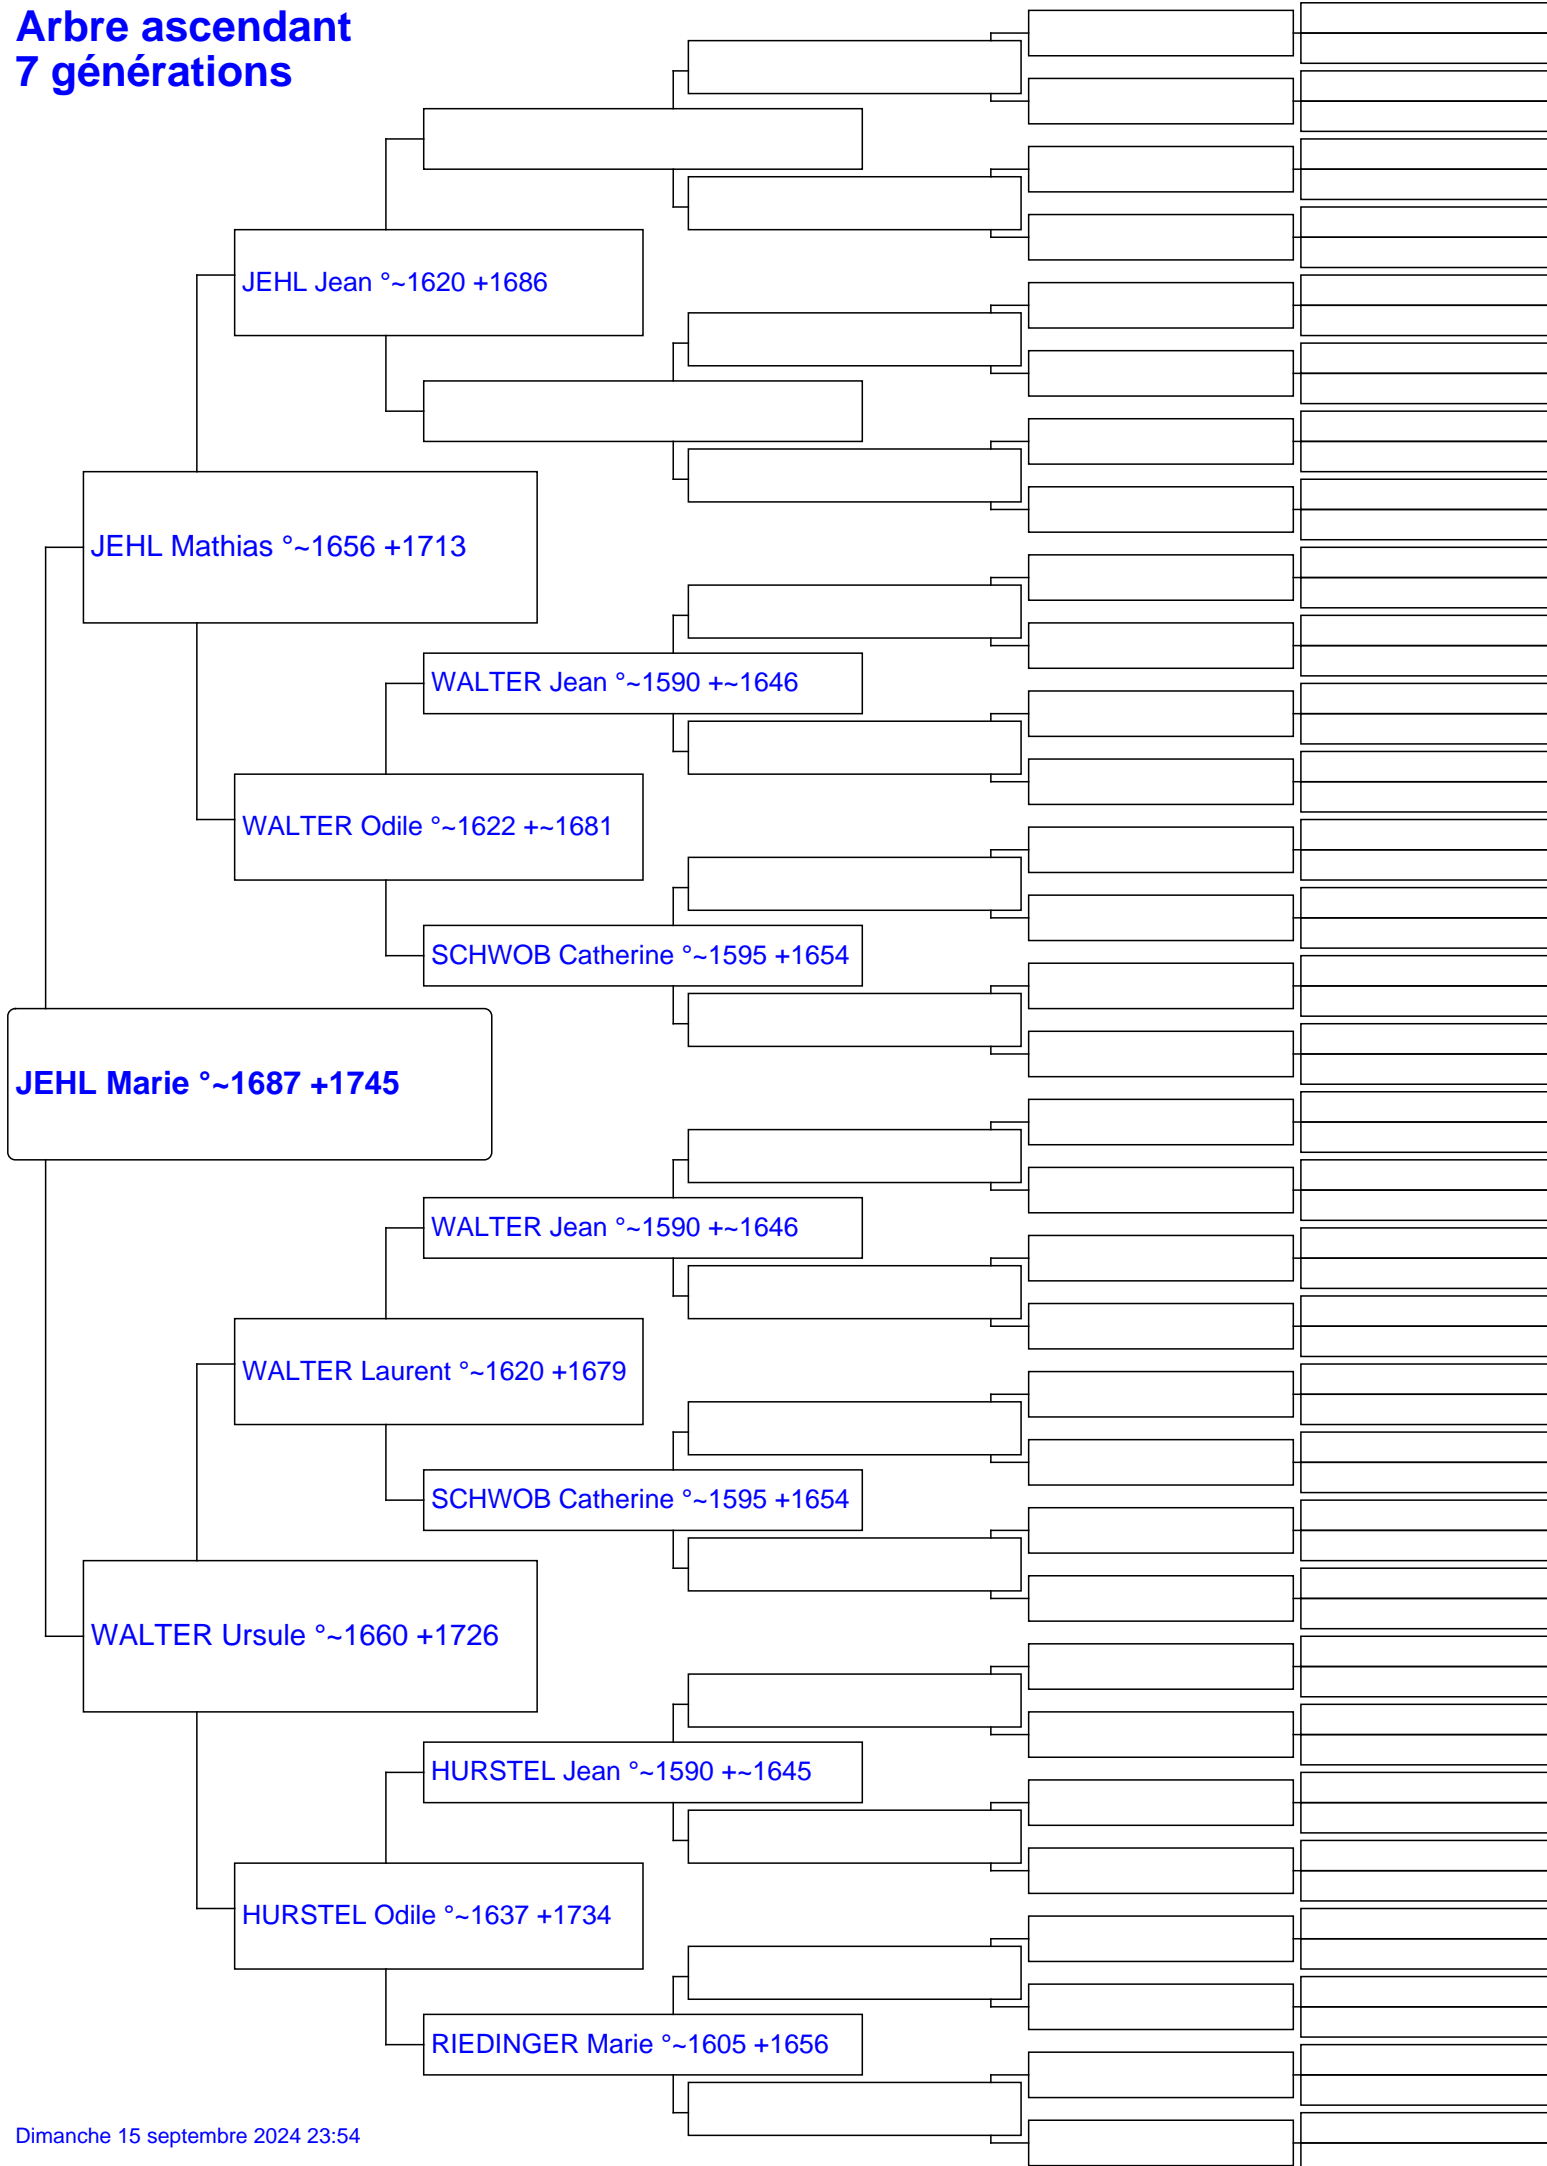 Arbre ascendant
7 générations
JEHL Jean °~1620 +1686
JEHL Mathias °~1656 +1713
WALTER Jean °~1590 +~1646
WALTER Odile °~1622 +~1681
SCHWOB Catherine °~1595 +1654
JEHL Marie °~1687 +1745
WALTER Jean °~1590 +~1646
WALTER Laurent °~1620 +1679
SCHWOB Catherine °~1595 +1654
WALTER Ursule °~1660 +1726
HURSTEL Jean °~1590 +~1645
HURSTEL Odile °~1637 +1734
RIEDINGER Marie °~1605 +1656
Dimanche 15 septembre 2024 23:54